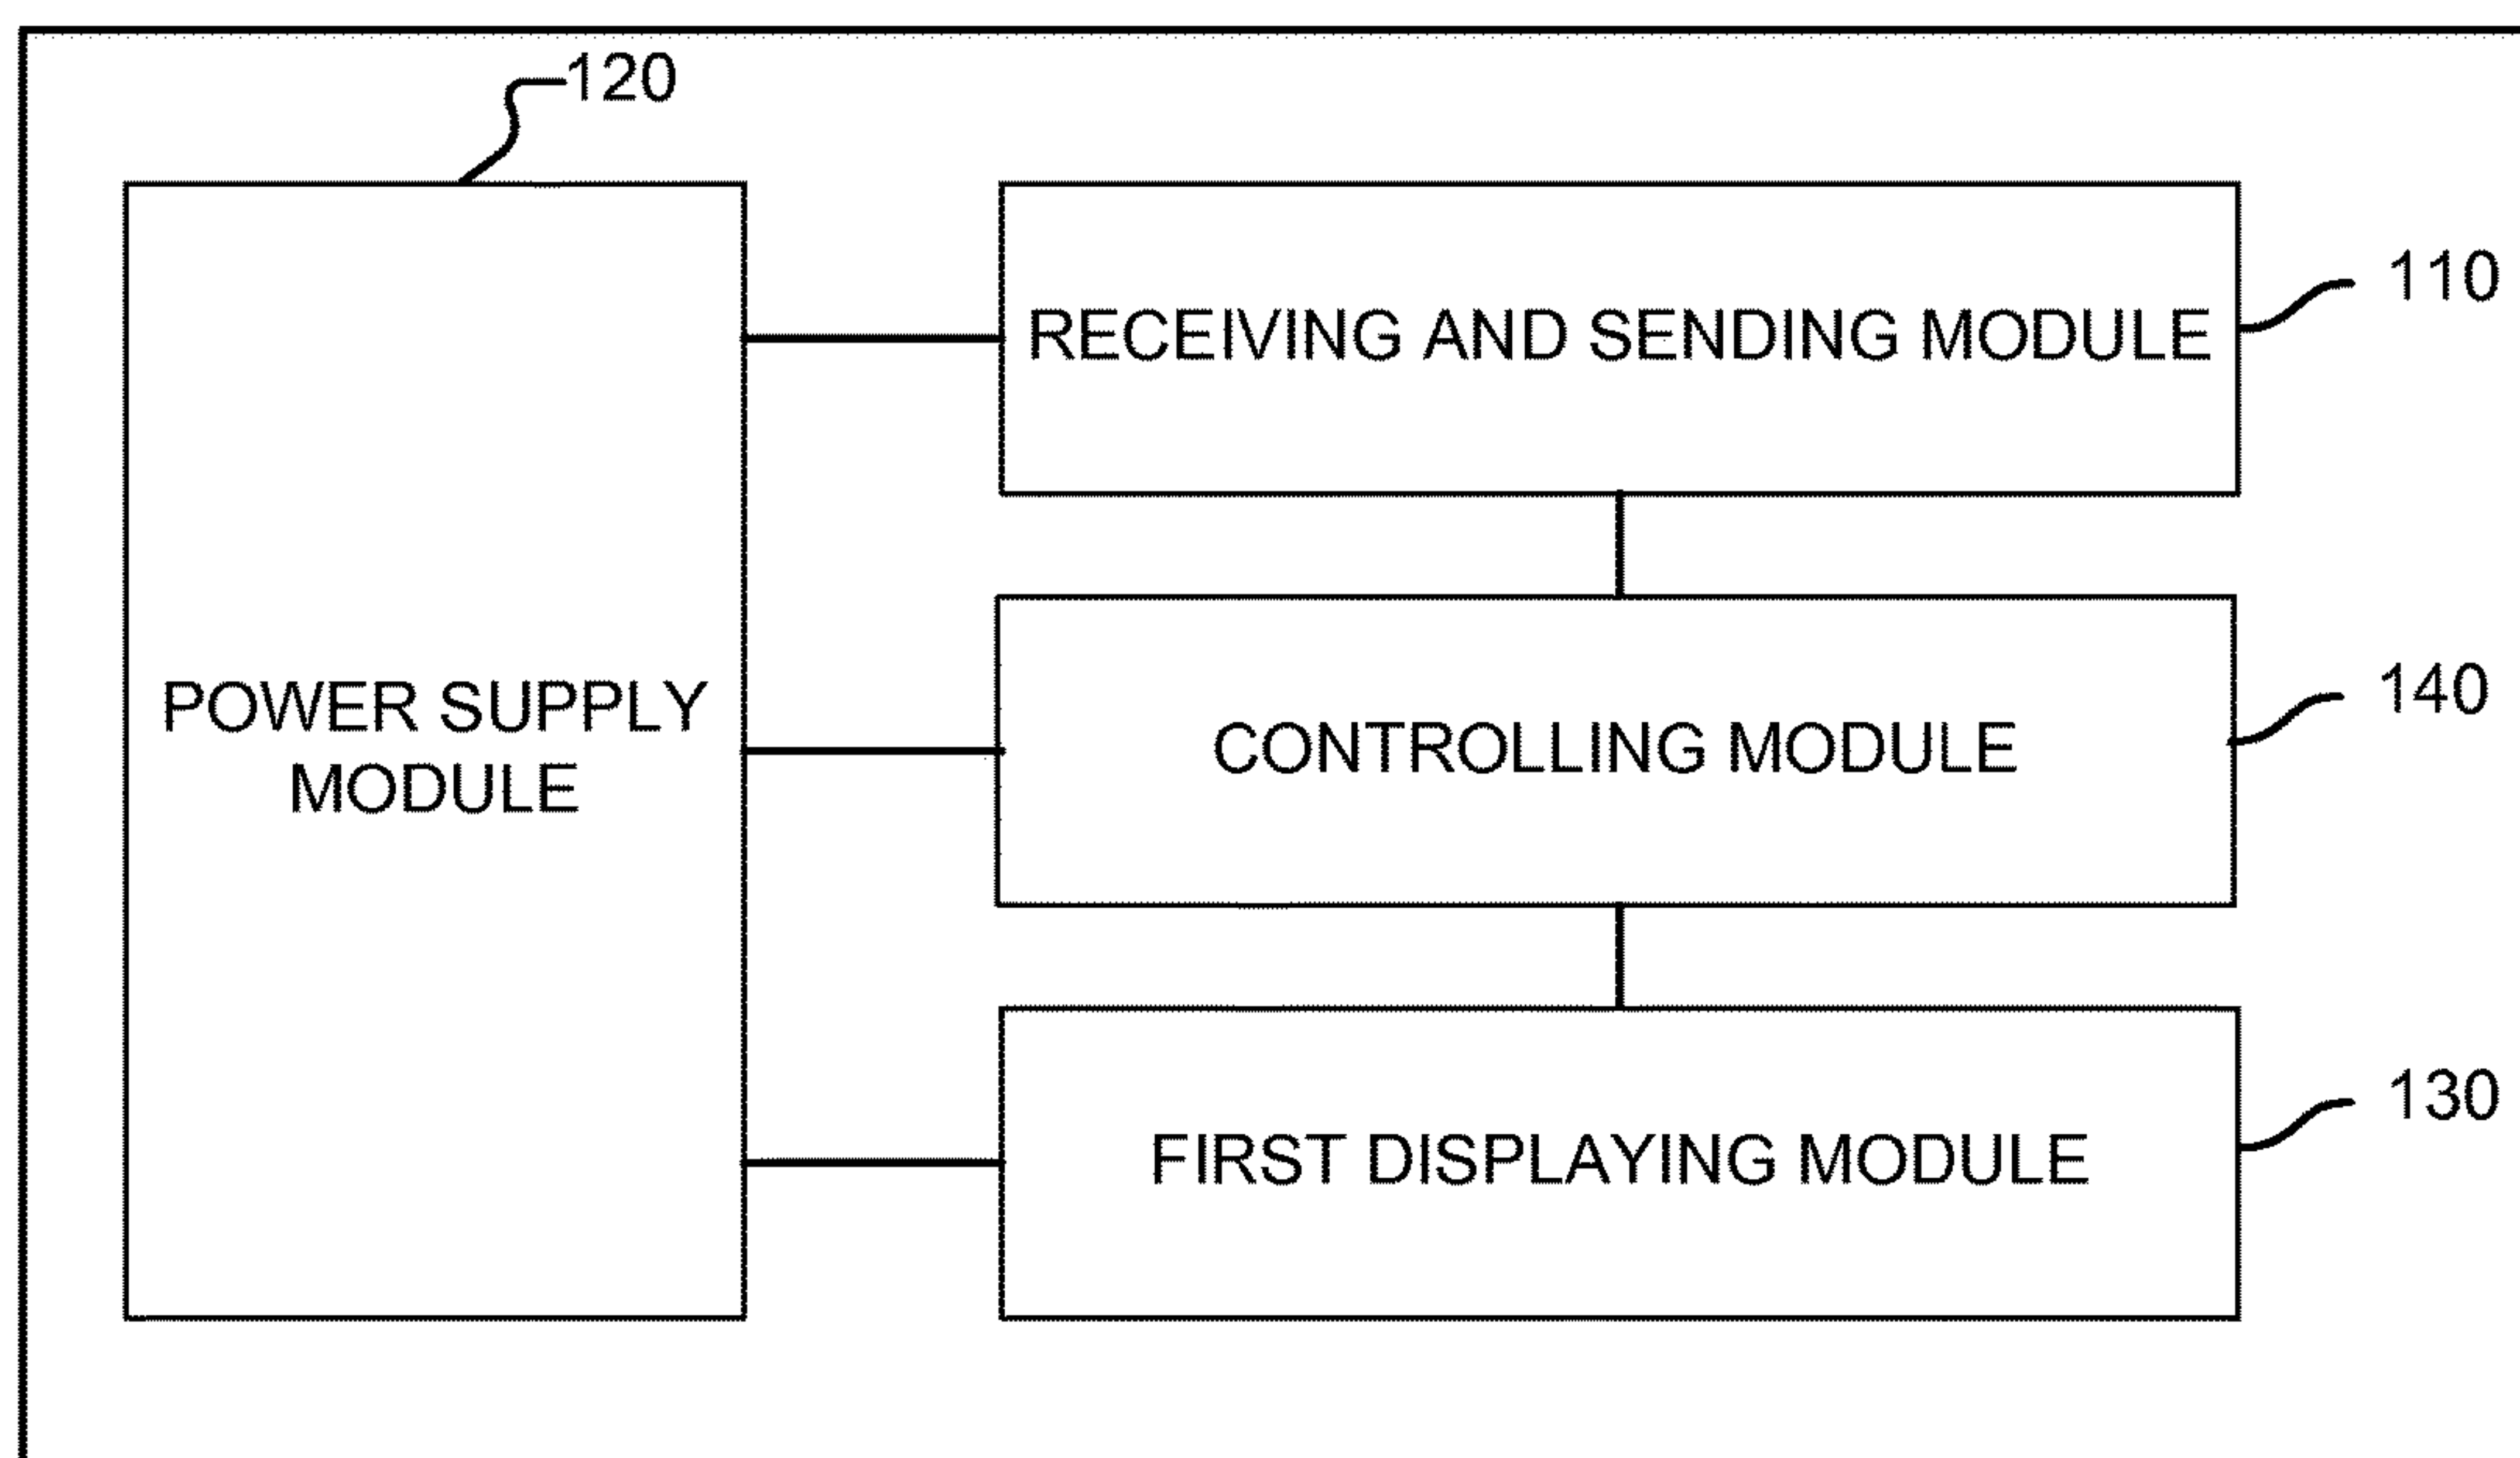 120
RECEIVING AND SENDING MODULE
110
POWER SUPPLY
MODULE
CONTROLLING MODULE
140
FIRST DISPLAYING MODULE
130